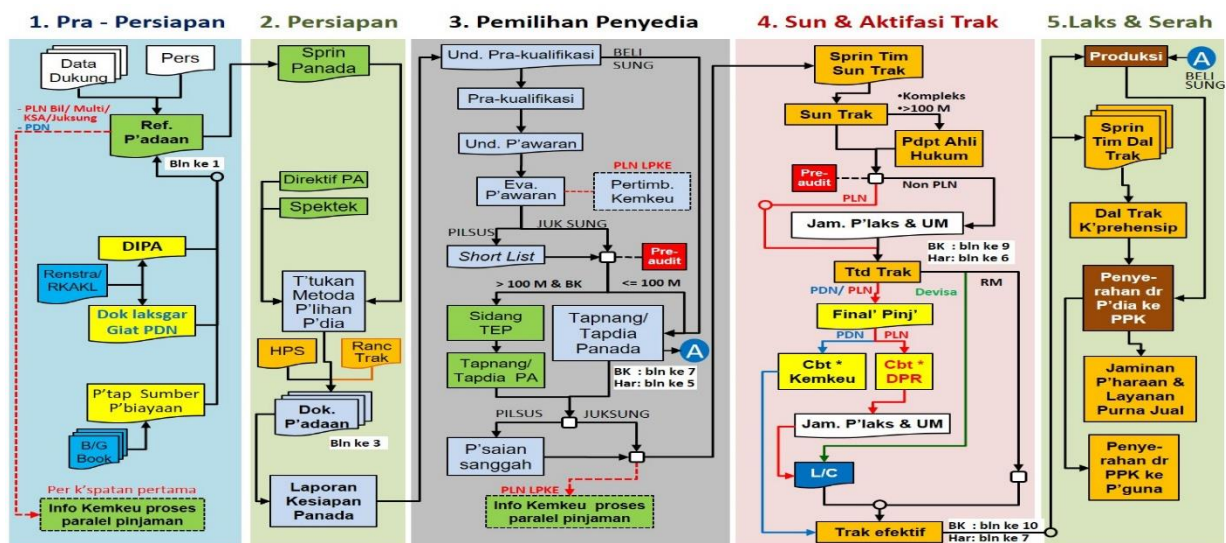 1. Pra - Persiapan
Data
Dukung
Pers
- PLN Bil/ Multi/
KSA/Juksung
- PDN
Ref.
P'adaan
Bln ke 1
DIPA
Renstra/
RKAKL
Dok laksgar
Giat PDN
P'tap Sumber
P'biayaan
B/G
Book
Per k'spatan pertama
Info Kemkeu proses
paralel pinjaman
2. Persiapan
Sprin
Panada
Direktif PA
Spektek
T'tukan
Metoda
P'lihan
P'dia
HPS
Ranc
Trak
Dok.
P'adaan
Bln ke 3
Laporan
Kesiapan
Panada
3. Pemilihan Penyedia
Und. Pra-kualifikasi
BELI
SUNG
Pra-kualifikasi
Und. P'awaran
PLN LPKE
Eva.
P'awaran
Pertimb.
Kemkeu
PILSUS
JUK SUNG
Short List
Pre-
audit
> 100 M & BK
<= 100 M
Sidang
TEP
Tapnang/
Tapdia
Panada
Tapnang/
Tapdia PA
A
BK : bln ke 7
Har: bln ke 5
PILSUS
JUKSUNG
P'saian
sanggah
PLN LPKE
Info Kemkeu proses
paralel pinjaman
4. Sun & Aktifasi Trak
Sprin Tim
Sun Trak
•Kompleks
•>100 M
Sun Trak
Pdpt Ahli
Hukum
Pre-
audit
Non PLN
PLN
Jam. P'laks & UM
BK : bln ke 9
Har: bln ke 6
Ttd Trak
PDN/ PLN
Devisa
RM
Final' Pinj'
PDN
PLN
Cbt *
Kemkeu
Cbt *
DPR
Jam. P'laks & UM
L/C
Trak efektif
BK : bln ke 10
Har: bln ke 7
5.Laks & Serah
Produksi
A
BELI
SUNG
Sprin
Tim Dal
Trak
Dal Trak
K'prehensip
Penye-
rahan dr
P'dia ke
PPK
Jaminan
P'haraan &
Layanan
Purna Jual
Penye-
rahan dr
PPK ke
P'guna